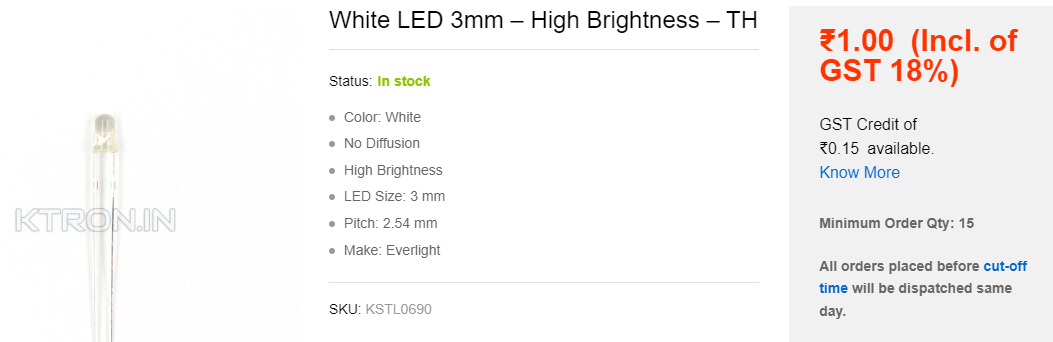 White LED 3mm – High Brightness – TH
Status: In stock
Color: White
No Diffusion
High Brightness
LED Size: 3 mm
Pitch: 2.54 mm
Make: Everlight
SKU: KSTL0690
KTRON.IN
₹1.00 (Incl. of
GST 18%)
GST Credit of
₹0.15 available.
Know More
Minimum Order Qty: 15
All orders placed before cut-off
time will be dispatched same
day.